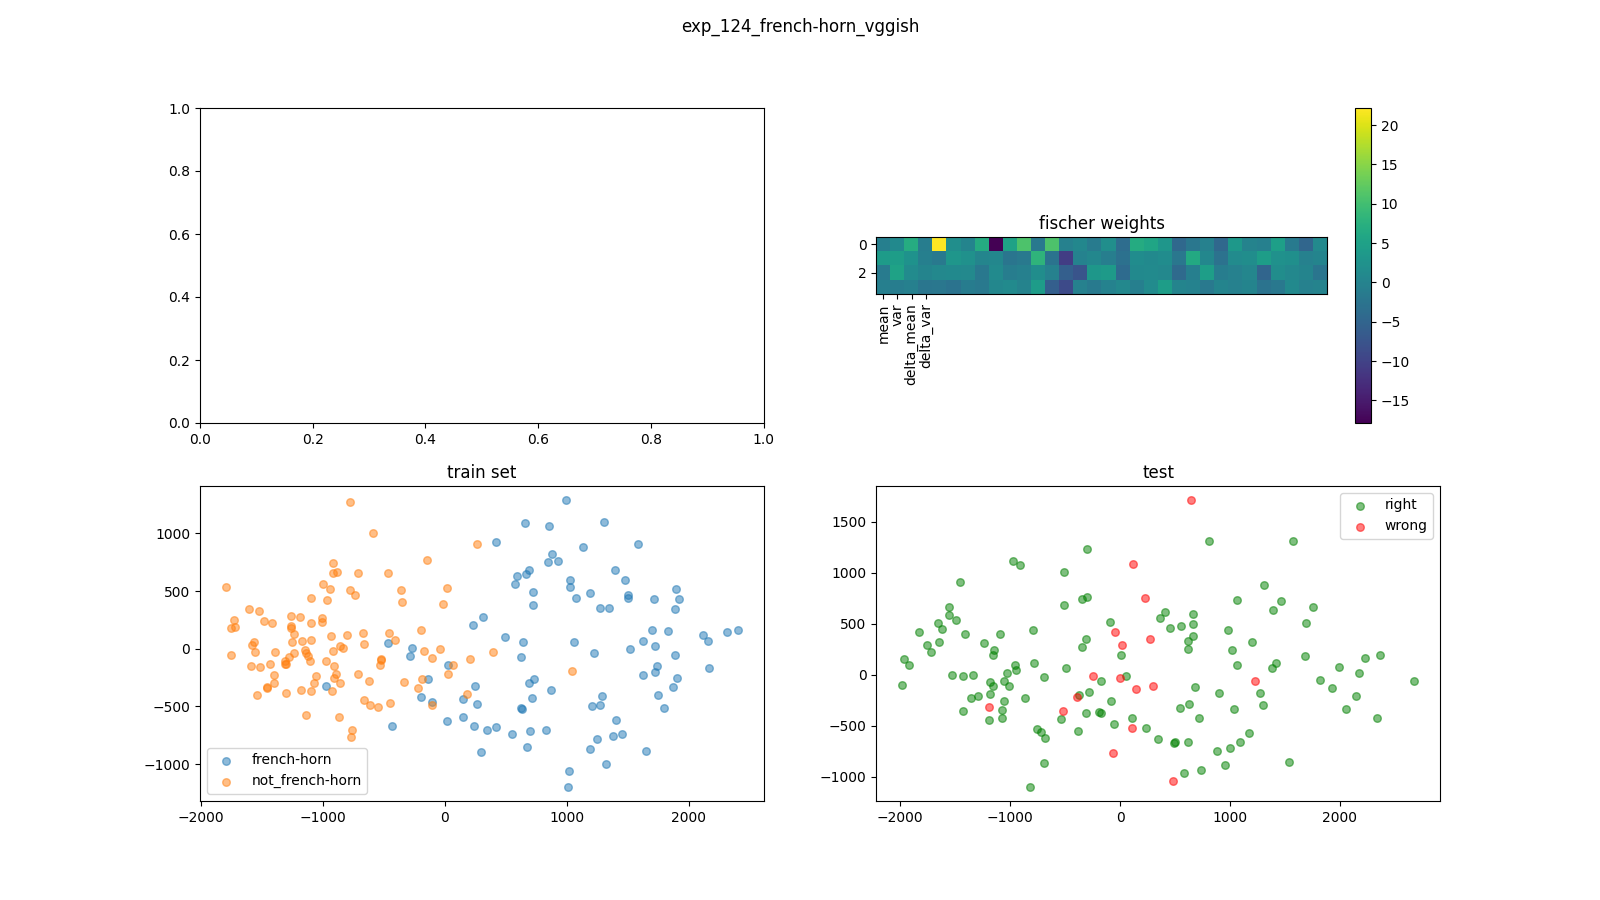 exp_124_french-horn_vggish
1.0
0.8
0.6
0.4
0.2
0.0
0.0 0.2 0.4 0.6 0.8 1.0
fischer weights
0
2
mean
var
delta_mean
delta_var
20
15
10
5
0
−5
−10
−15
train set
1000
500
0
−500
−1000
french-horn
not_french-horn
−2000 −1000 0 1000 2000
test
right
wrong
1500
1000
500
0
−500
−1000
−2000 −1000 0 1000 2000